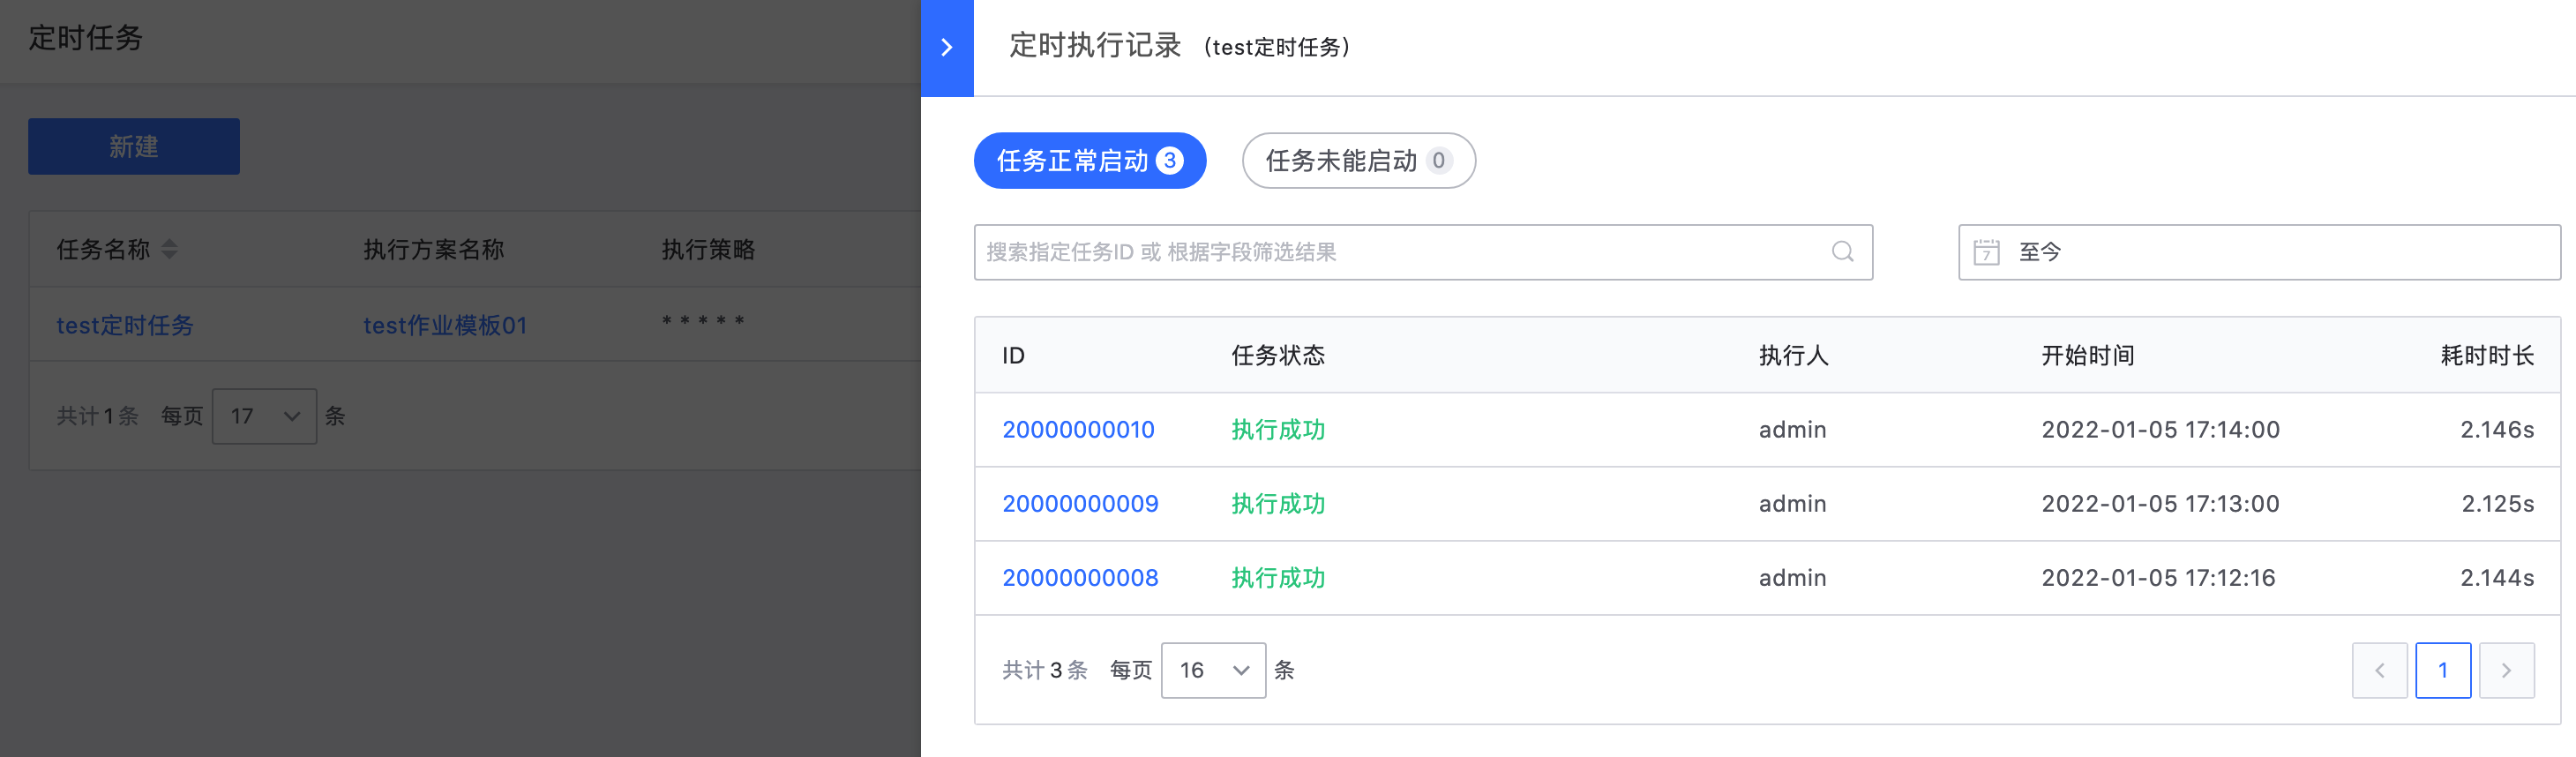 定时任务
新建
任务名称 执行方案名称 执行策略
test定时任务 test作业模板01 * * * * *
共计1条 每页 17 条
定时执行记录 (test定时任务)
任务正常启动 3 任务未能启动 0
搜索指定任务ID 或 根据字段筛选结果 7 至今
ID 任务状态 执行人 开始时间 耗时时长
20000000010 执行成功 admin 2022-01-05 17:14:00 2.146s
20000000009 执行成功 admin 2022-01-05 17:13:00 2.125s
20000000008 执行成功 admin 2022-01-05 17:12:16 2.144s
共计3条 每页 16 条 1